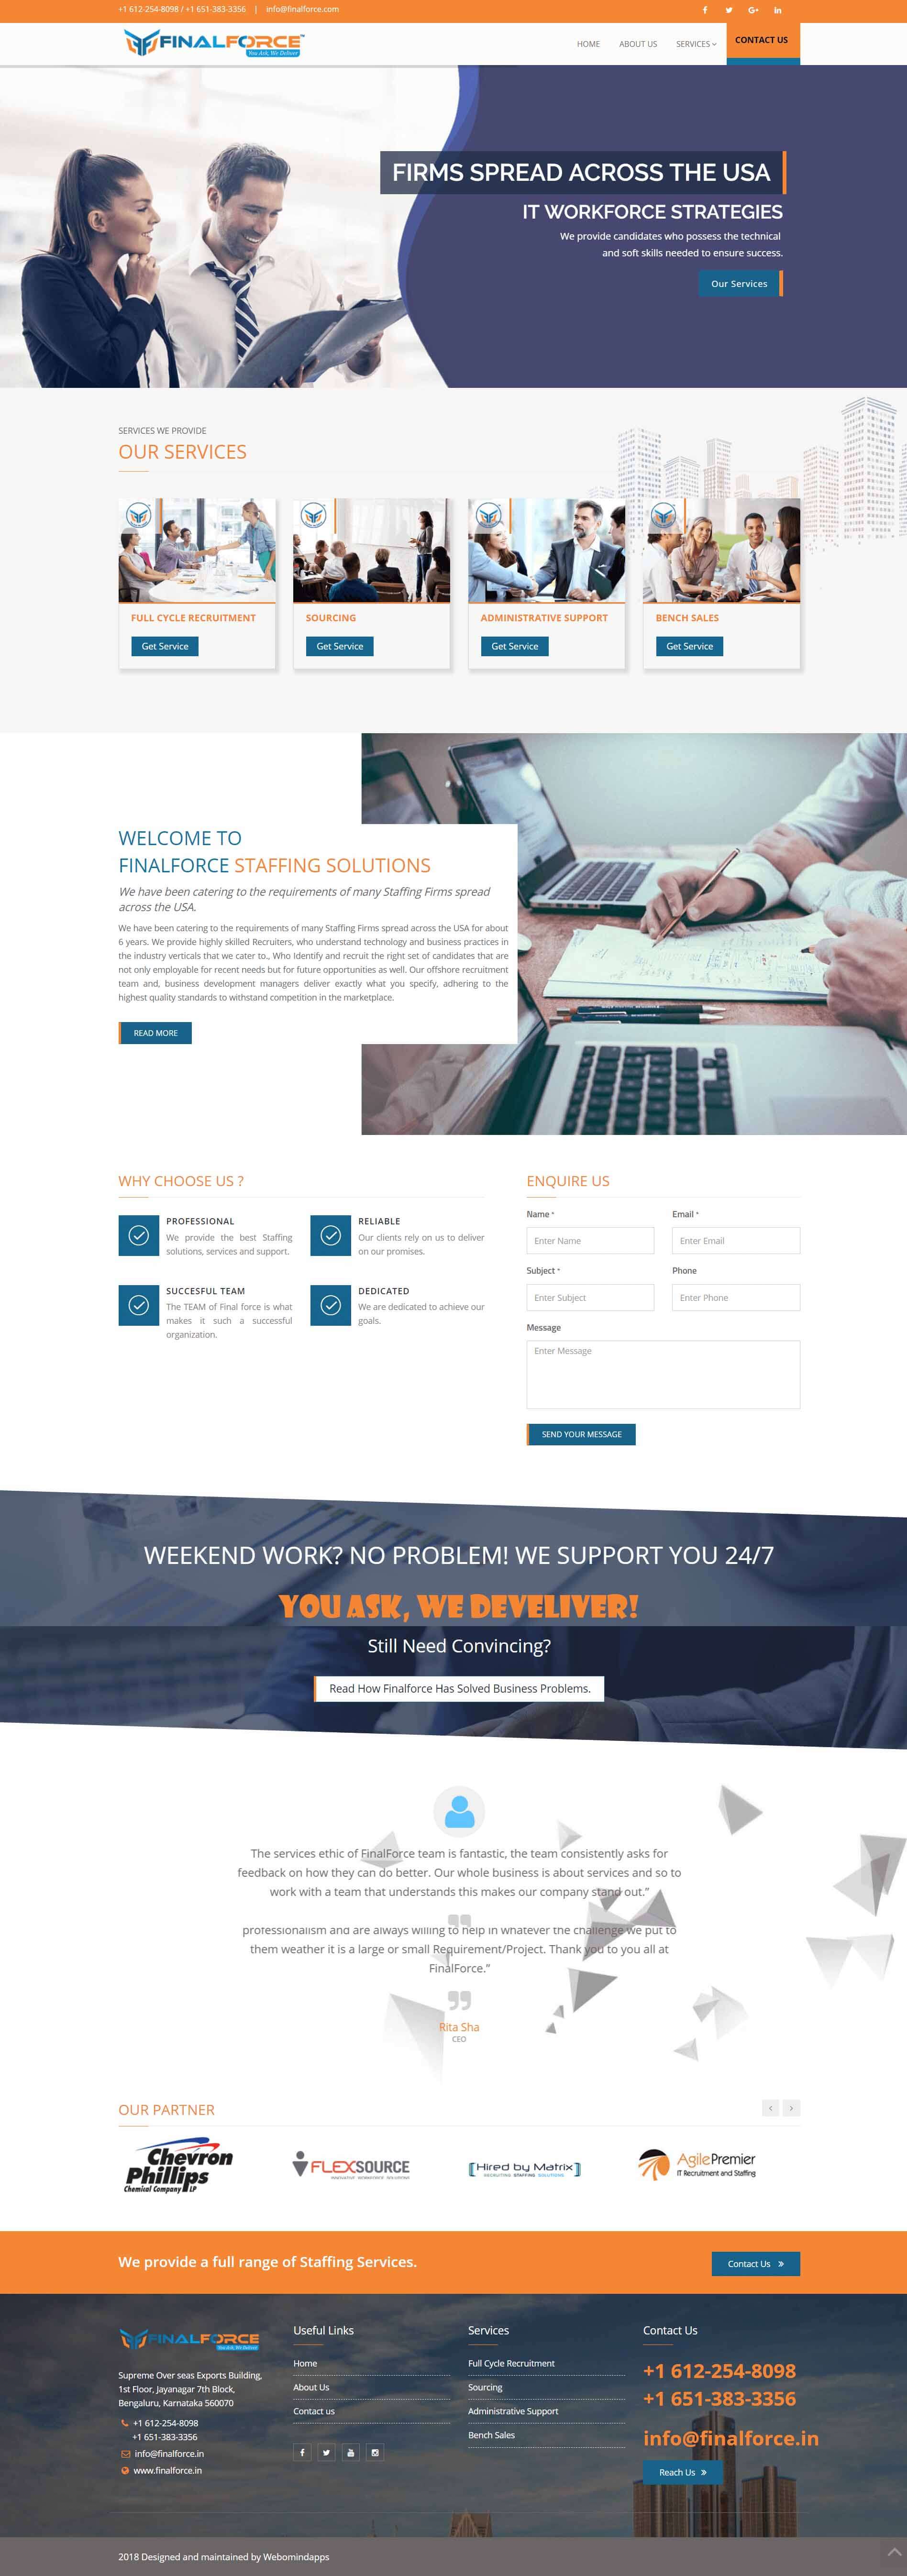 +1 612-254-8098 / +1 651-383-3356 | info@finalforce.com
FINALFORCE™
You Ask, We Deliver
HOME ABOUT US SERVICES CONTACT US
FIRMS SPREAD ACROSS THE USA
IT WORKFORCE STRATEGIES
We provide candidates who possess the technical
and soft skills needed to ensure success.
Our Services
SERVICES WE PROVIDE
OUR SERVICES
FULL CYCLE RECRUITMENT
Get Service
SOURCING
Get Service
ADMINISTRATIVE SUPPORT
Get Service
BENCH SALES
Get Service
WELCOME TO
FINALFORCE STAFFING SOLUTIONS
We have been catering to the requirements of many Staffing Firms spread
across the USA.
We have been catering to the requirements of many Staffing Firms spread across the USA for about
6 years. We provide highly skilled Recruiters, who understand technology and business practices in
the industry verticals that we cater to., Who Identify and recruit the right set of candidates that are
not only employable for recent needs but for future opportunities as well. Our offshore recruitment
team and, business development managers deliver exactly what you specify, adhering to the
highest quality standards to withstand competition in the marketplace.
READ MORE
WHY CHOOSE US ?
PROFESSIONAL
We provide the best Staffing
solutions, services and support.
RELIABLE
Our clients rely on us to deliver
on our promises.
SUCCESFUL TEAM
The TEAM of Final force is what
makes it such a successful
organization.
DEDICATED
We are dedicated to achieve our
goals.
ENQUIRE US
Name * Email *
Enter Name Enter Email
Subject * Phone
Enter Subject Enter Phone
Message
Enter Message
SEND YOUR MESSAGE
WEEKEND WORK? NO PROBLEM! WE SUPPORT YOU 24/7
YOU ASK, WE DEVELIVER!
Still Need Convincing?
Read How Finalforce Has Solved Business Problems.
The services ethic of FinalForce team is fantastic, the team consistently asks for
feedback on how they can do better. Our whole business is about services and so to
work with a team that understands this makes our company stand out.”
professionalism and are always willing to help in whatever the challenge we put to
them weather it is a large or small Requirement/Project. Thank you to you all at
FinalForce.”
Rita Sha
CEO
OUR PARTNER
Chevron
Phillips
Chemical Company LP
FLEXSOURCE
INNOVATIVE WORKFORCE SOLUTIONS
[Hired by Matrix]
RECRUITING STAFFING SOLUTIONS
AgilePremier
IT Recruitment and Staffing
We provide a full range of Staffing Services.
Contact Us »
FINALFORCE
You Ask, We Deliver
Supreme Over seas Exports Building,
1st Floor, Jayanagar 7th Block,
Bengaluru, Karnataka 560070
+1 612-254-8098
+1 651-383-3356
info@finalforce.in
www.finalforce.in
Useful Links
Home
About Us
Contact us
Services
Full Cycle Recruitment
Sourcing
Administrative Support
Bench Sales
Contact Us
+1 612-254-8098
+1 651-383-3356
info@finalforce.in
Reach Us »
2018 Designed and maintained by Webomindapps